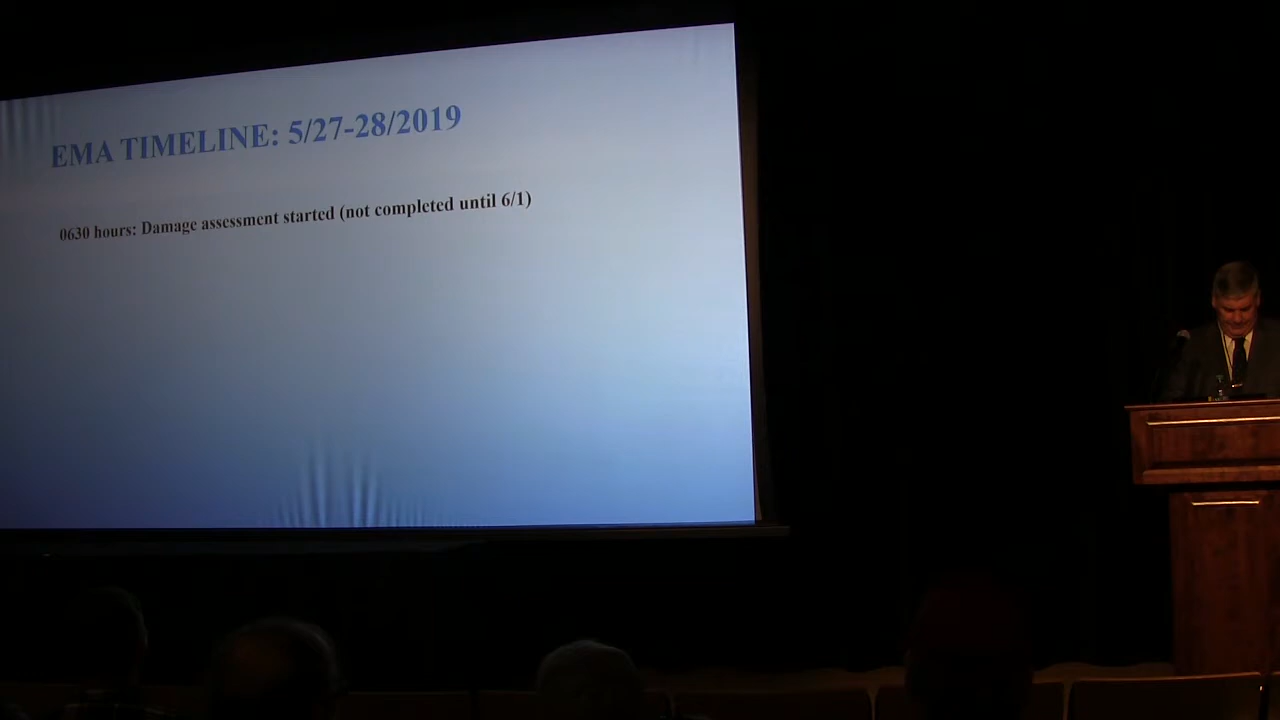 EMA TIMELINE: 5/27-28/2019
0630 hours: Damage assessment started (not completed until 6/1)